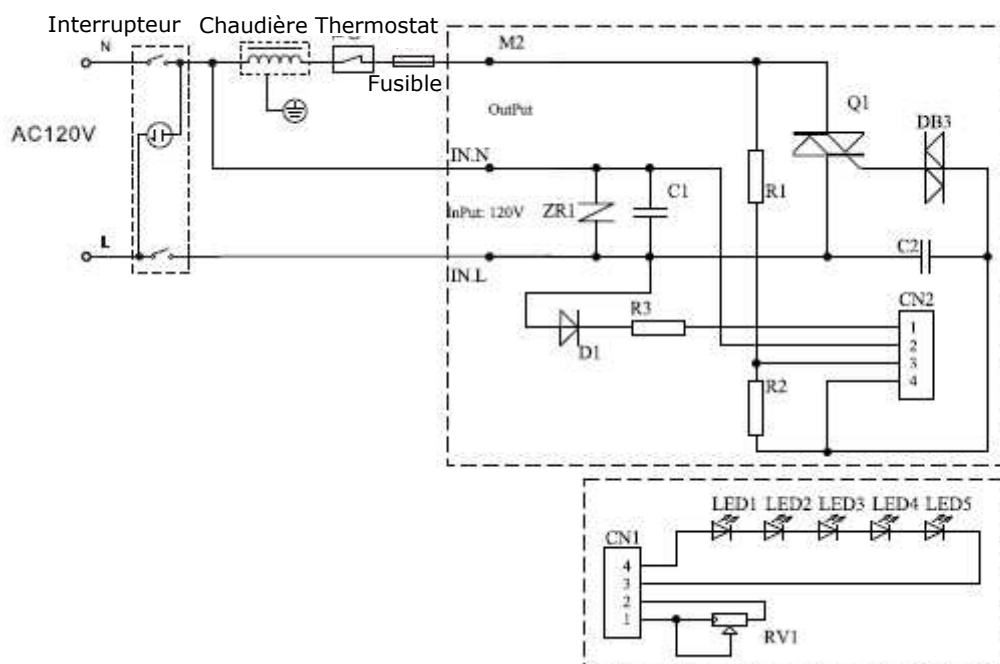 Interrupteur Chaudière Thermostat
N
M2
Fusible
OutPut
Q1
DB3
AC120V
IN.N
R1
C1
InPut: 120V
ZR1
L
C2
IN.L
CN2
R3
1
D1
2
3
R2
4
LED1 LED2 LED3 LED4 LED5
CN1
4
3
2
1
RV1